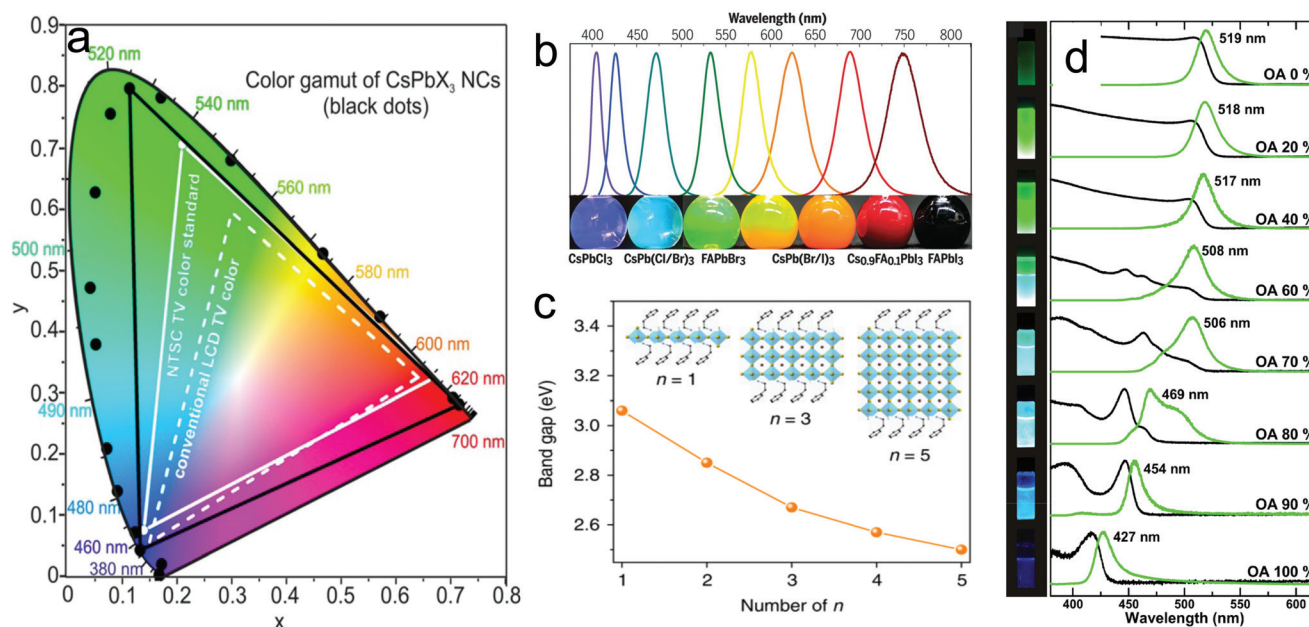 a
0.9
0.8
0.7
0.6
0.5
0.4
0.3
0.2
0.1
0
y
0
0.1
0.2
0.3
0.4
0.5
0.6
0.7
0.8
x
Color gamut of CsPbX₃ NCs
(black dots)
520 nm
540 nm
560 nm
580 nm
600 nm
620 nm
700 nm
500 nm
490 nm
480 nm
460 nm
380 nm
NTSC TV color standard
conventional LCD TV color
b
Wavelength (nm)
400 425 450 500 550 600 650 700 750 800
CsPbCl₃ CsPb(Cl/Br)₃ FAPbBr₃ CsPb(Br/I)₃ Cs₀.₉FA₀.₁PbI₃ FAPbI₃
c
Band gap (eV)
3.4
3.2
3.0
2.8
2.6
n = 1
n = 3
n = 5
1 2 3 4 5
Number of n
d
519 nm
OA 0 %
518 nm
OA 20 %
517 nm
OA 40 %
508 nm
OA 60 %
506 nm
OA 70 %
469 nm
OA 80 %
454 nm
OA 90 %
427 nm
OA 100 %
400 450 500 550 600
Wavelength (nm)